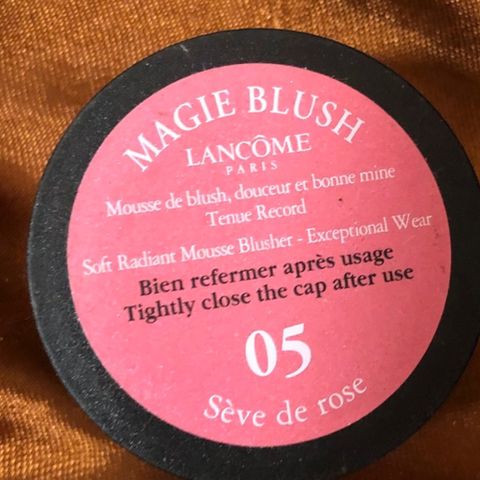 MAGIE BLUSH
LANCÔME
PARIS
Mousse de blush, douceur et bonne mine
Tenue Record
Soft Radiant Mousse Blusher - Exceptional Wear
Bien refermer après usage
Tightly close the cap after use
05
Sève de rose